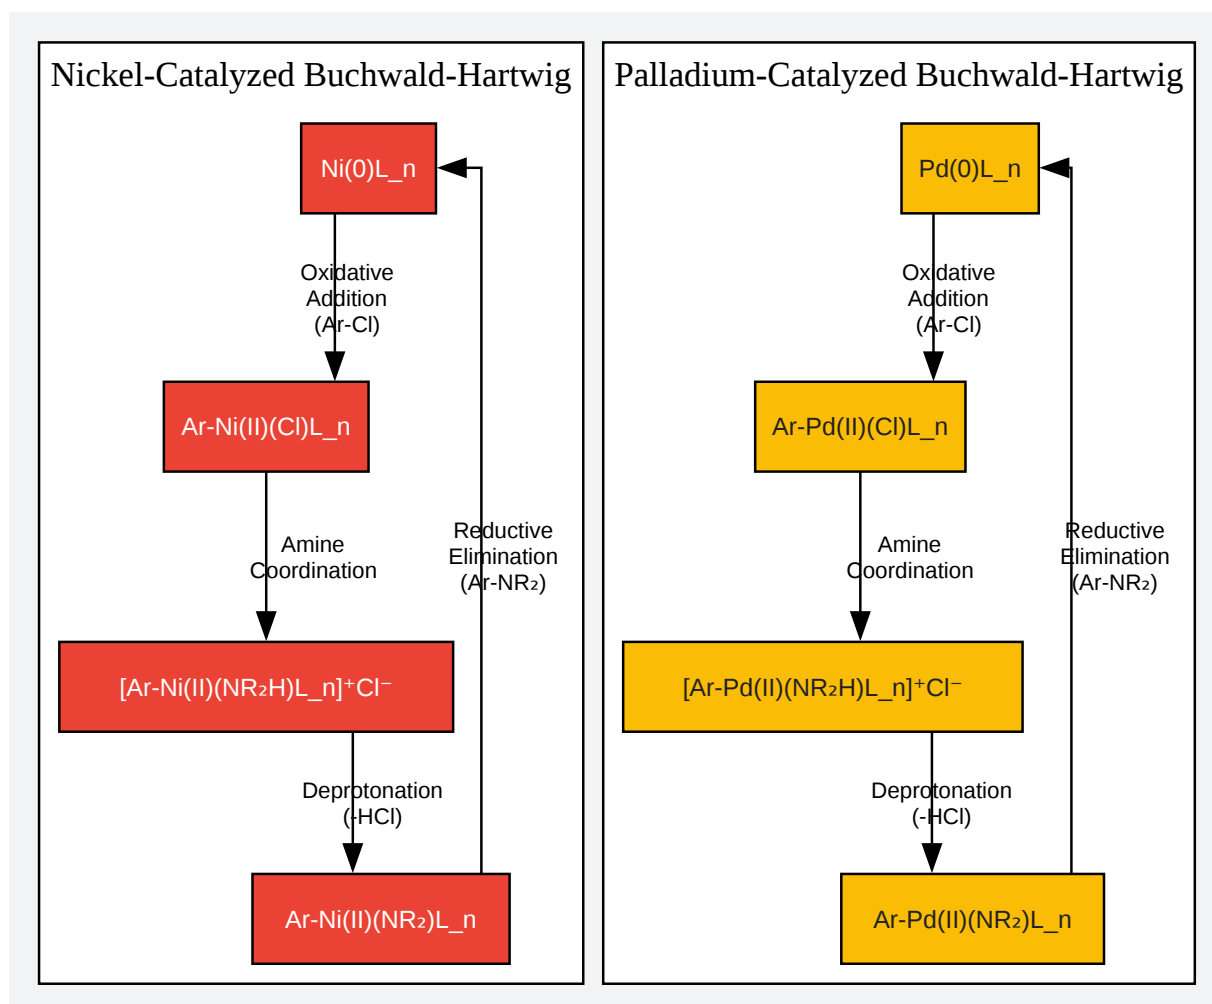 Nickel-Catalyzed Buchwald-Hartwig
Ni(0)L_n
Oxidative
Addition
(Ar-Cl)
Ar-Ni(II)(Cl)L_n
Amine
Coordination
Reductive
Elimination
(Ar-NR₂)
[Ar-Ni(II)(NR₂H)L_n]⁺Cl⁻
Deprotonation
(-HCl)
Ar-Ni(II)(NR₂)L_n
Palladium-Catalyzed Buchwald-Hartwig
Pd(0)L_n
Oxidative
Addition
(Ar-Cl)
Ar-Pd(II)(Cl)L_n
Amine
Coordination
Reductive
Elimination
(Ar-NR₂)
[Ar-Pd(II)(NR₂H)L_n]⁺Cl⁻
Deprotonation
(-HCl)
Ar-Pd(II)(NR₂)L_n